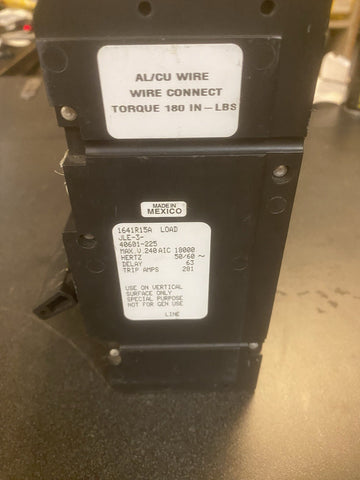 AL/CU WIRE
WIRE CONNECT
TORQUE 180 IN-LBS
MADE IN
MEXICO
1641R15A LOAD
JLE-3-
40681-225
MAX.V.240 AIC 18000
HERTZ 50/60 ~
DELAY 63
TRIP AMPS 281
USE ON VERTICAL
SURFACE ONLY
SPECIAL PURPOSE
NOT FOR GEN USE
LINE